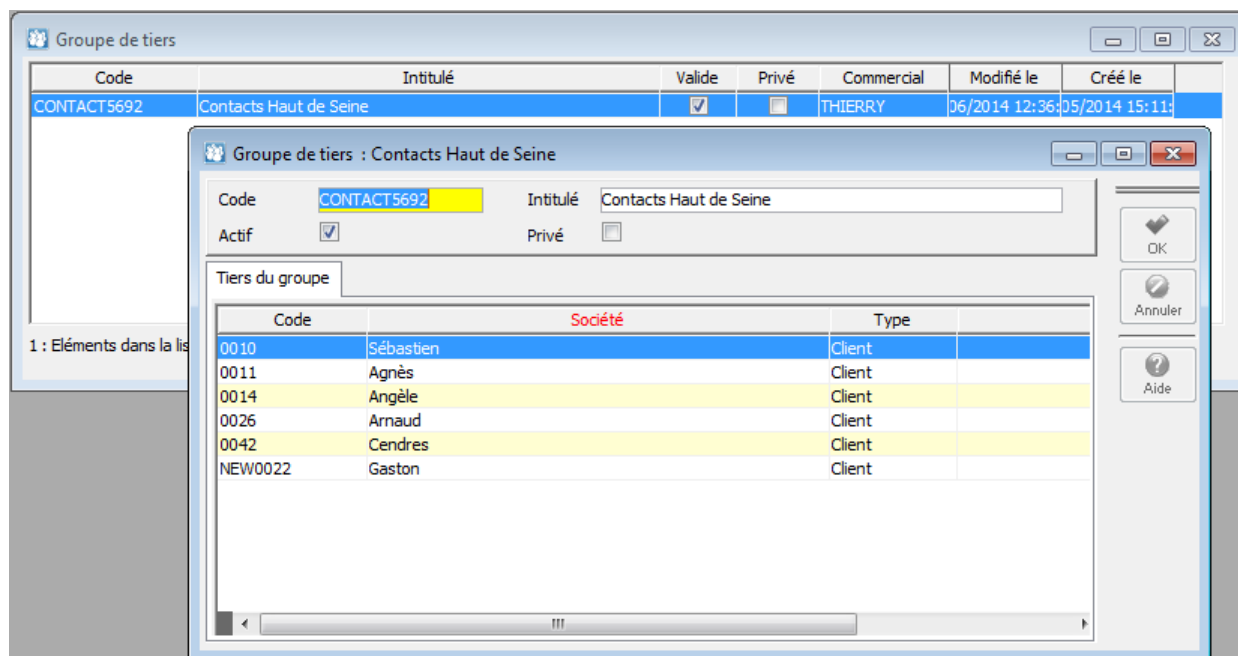 Groupe de tiers
Code Intitulé Valide Privé Commercial Modifié le Créé le
CONTACT5692 Contacts Haut de Seine THIERRY 06/2014 12:36: 05/2014 15:11:
Groupe de tiers : Contacts Haut de Seine
Code CONTACT5692 Intitulé Contacts Haut de Seine
Actif Privé
OK
Annuler
Aide
Tiers du groupe
Code Société Type
0010 Sébastien Client
0011 Agnès Client
0014 Angèle Client
0026 Arnaud Client
0042 Cendres Client
NEW0022 Gaston Client
1 : Eléments dans la lis